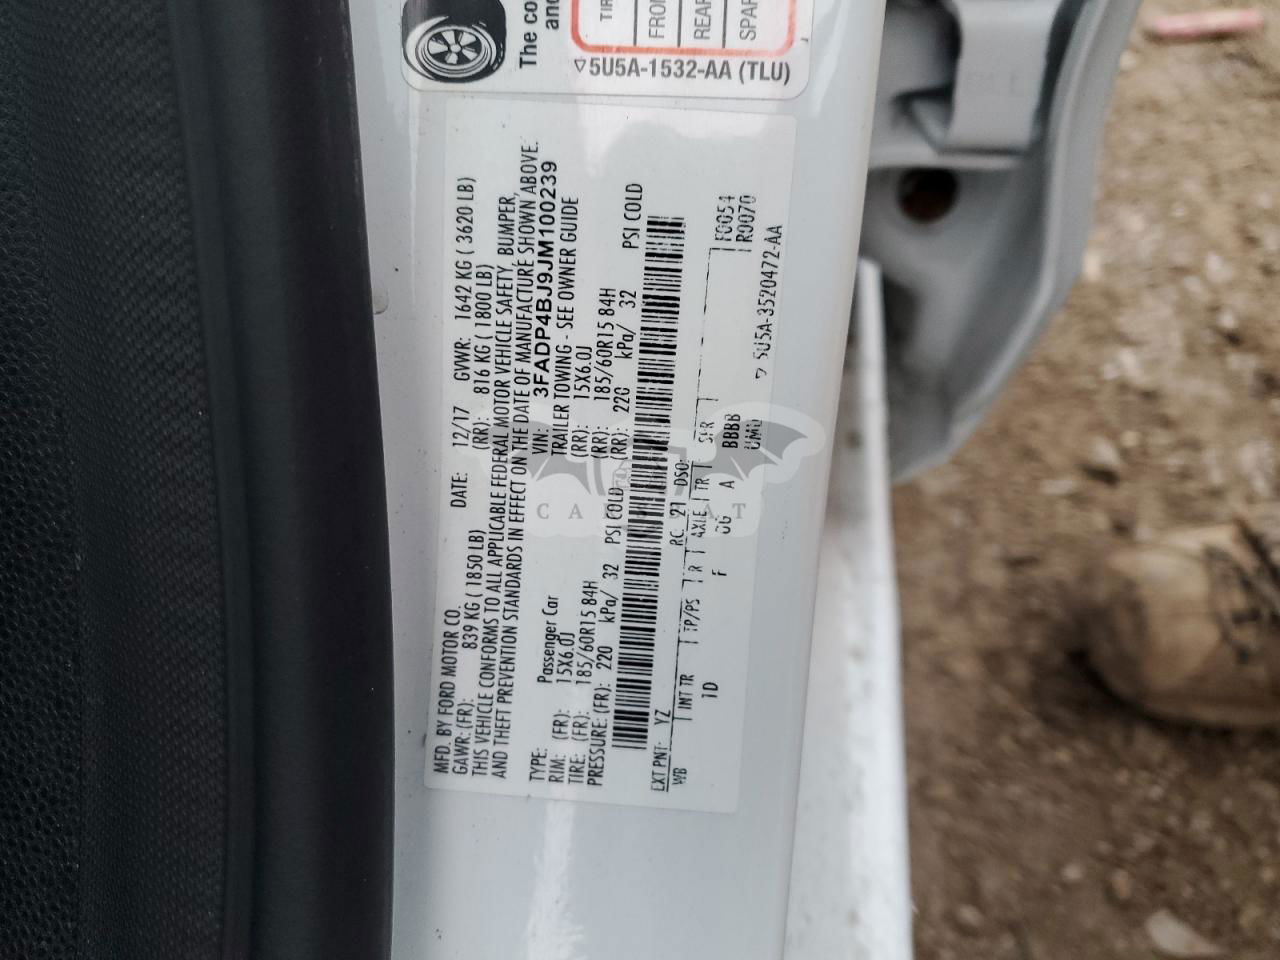 The co
and
TIR
FRO
REAR
SPAR
▽5U5A-1532-AA (TLU)
MFD. BY FORD MOTOR CO.
DATE: 12/17 GVWR: 1642 KG ( 3620 LB)
GAWR:(FR): 839 KG ( 1850 LB) (RR): 816 KG ( 1800 LB)
THIS VEHICLE CONFORMS TO ALL APPLICABLE FEDERAL MOTOR VEHICLE SAFETY, BUMPER,
AND THEFT PREVENTION STANDARDS IN EFFECT ON THE DATE OF MANUFACTURE SHOWN ABOVE.
VIN: 3FADP4BJ9JM100239
TYPE: Passenger Car TRAILER TOWING - SEE OWNER GUIDE
RIM: (FR): 15X6.0J (RR): 15X6.0J
TIRE: (FR): 185/60R15 84H (RR): 185/60R15 84H
PRESSURE:(FR): 220 kPa/ 32 PSI COLD (RR): 220 kPa/ 32 PSI COLD
EXT PNT: YZ RC: 21 DSO:
WB INT TR TP/PS R AXLE TR SPR F0054
1D F 06 A BBBB R0070
UMD
▽ 5U5A-3520472-AA